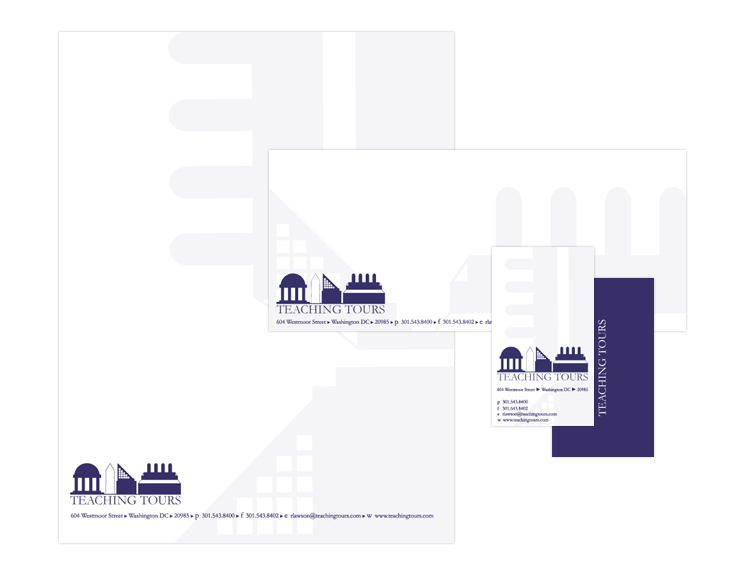 TEACHING TOURS
604 Westmoor Street ▸ Washington DC ▸ 20985 ▸ p 301.543.8400 ▸ f 301.543.8402 ▸ e rlawson@teachingtours.com ▸ w www.teachingtours.com
TEACHING TOURS
604 Westmoor Street ▸ Washington DC ▸ 20985 ▸ p 301.543.8400 ▸ f 301.543.8402 ▸ e
TEACHING TOURS
604 Westmoor Street ▸ Washington DC ▸ 20985
p 301.543.8400
f 301.543.8402
e rlawson@teachingtours.com
w www.teachingtours.com
TEACHING TOURS